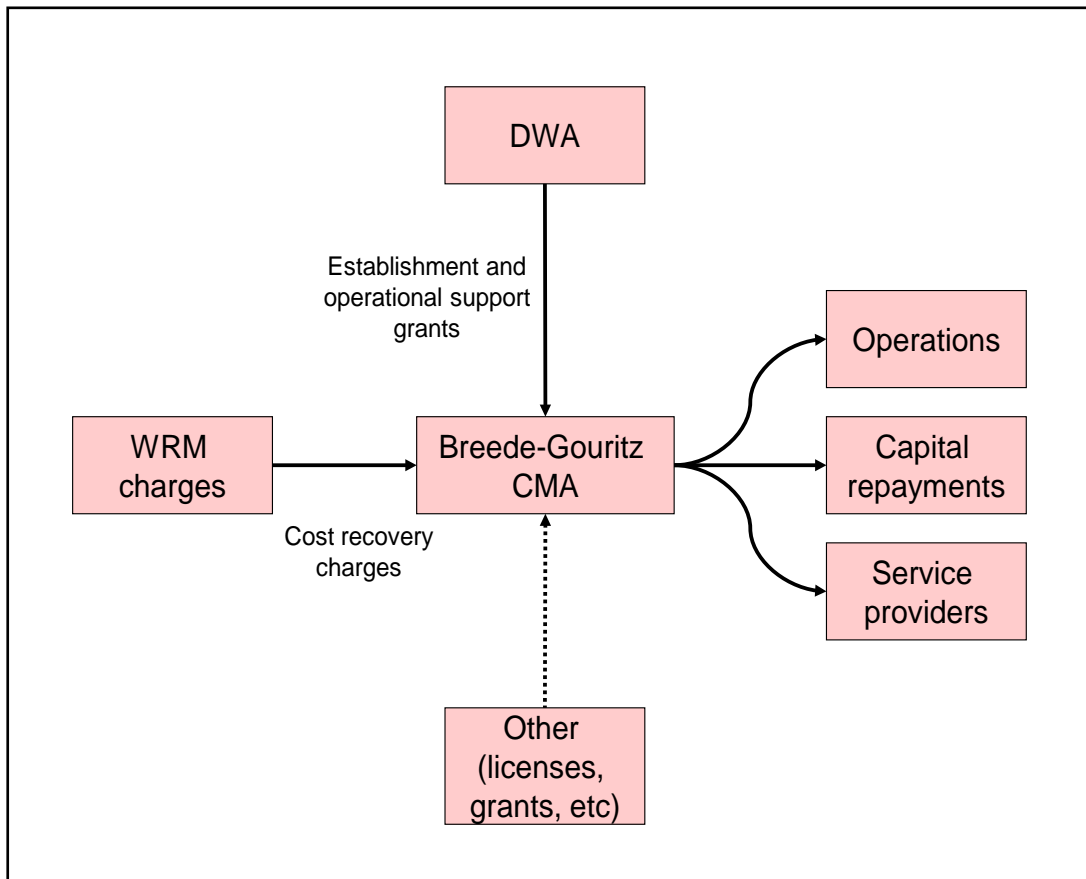 DWA
Establishment and
operational support
grants
Operations
WRM
charges
Breede-Gouritz
CMA
Capital
repayments
Cost recovery
charges
Service
providers
Other
(licenses,
grants, etc)